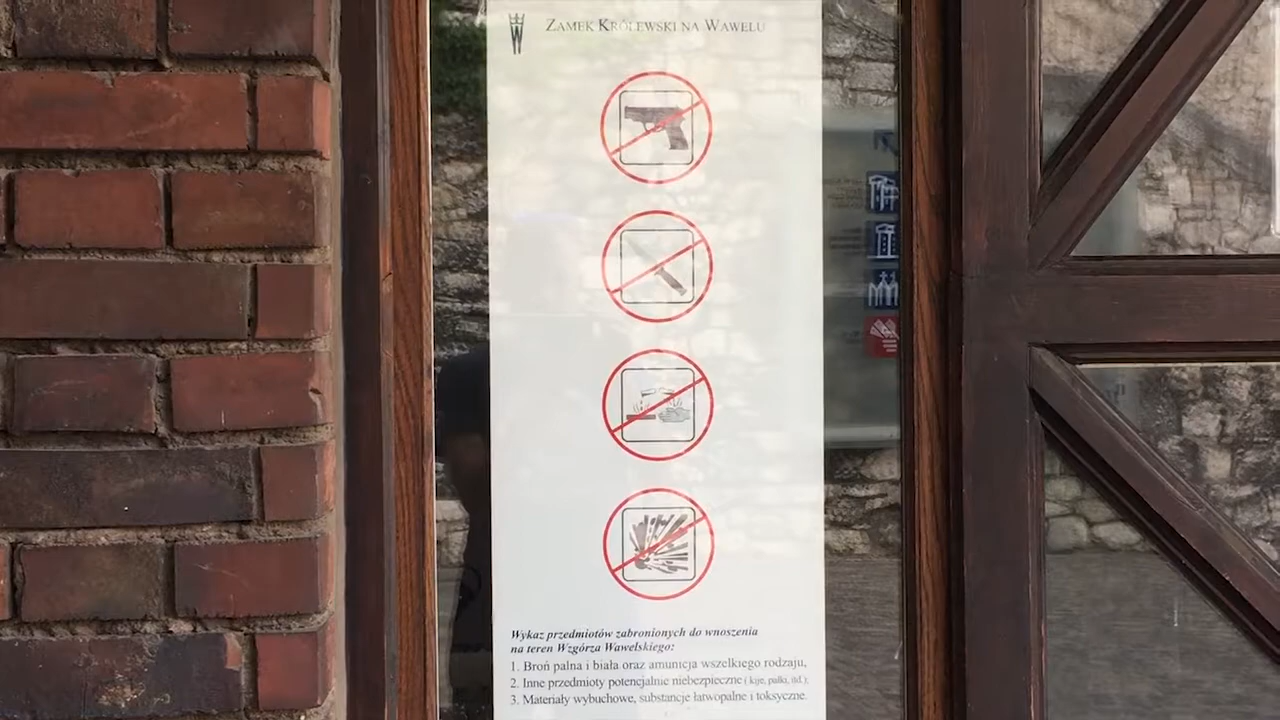 ZAMEK KRÓLEWSKI NA WAWELU
Wykaz przedmiotów zabronionych do wnoszenia
na teren Wzgórza Wawelskiego:
1. Broń palna i biała oraz amunicja wszelkiego rodzaju,
2. Inne przedmioty potencjalnie niebezpieczne ( kije, pałki, itd.),
3. Materiały wybuchowe, substancje łatwopalne i toksyczne.